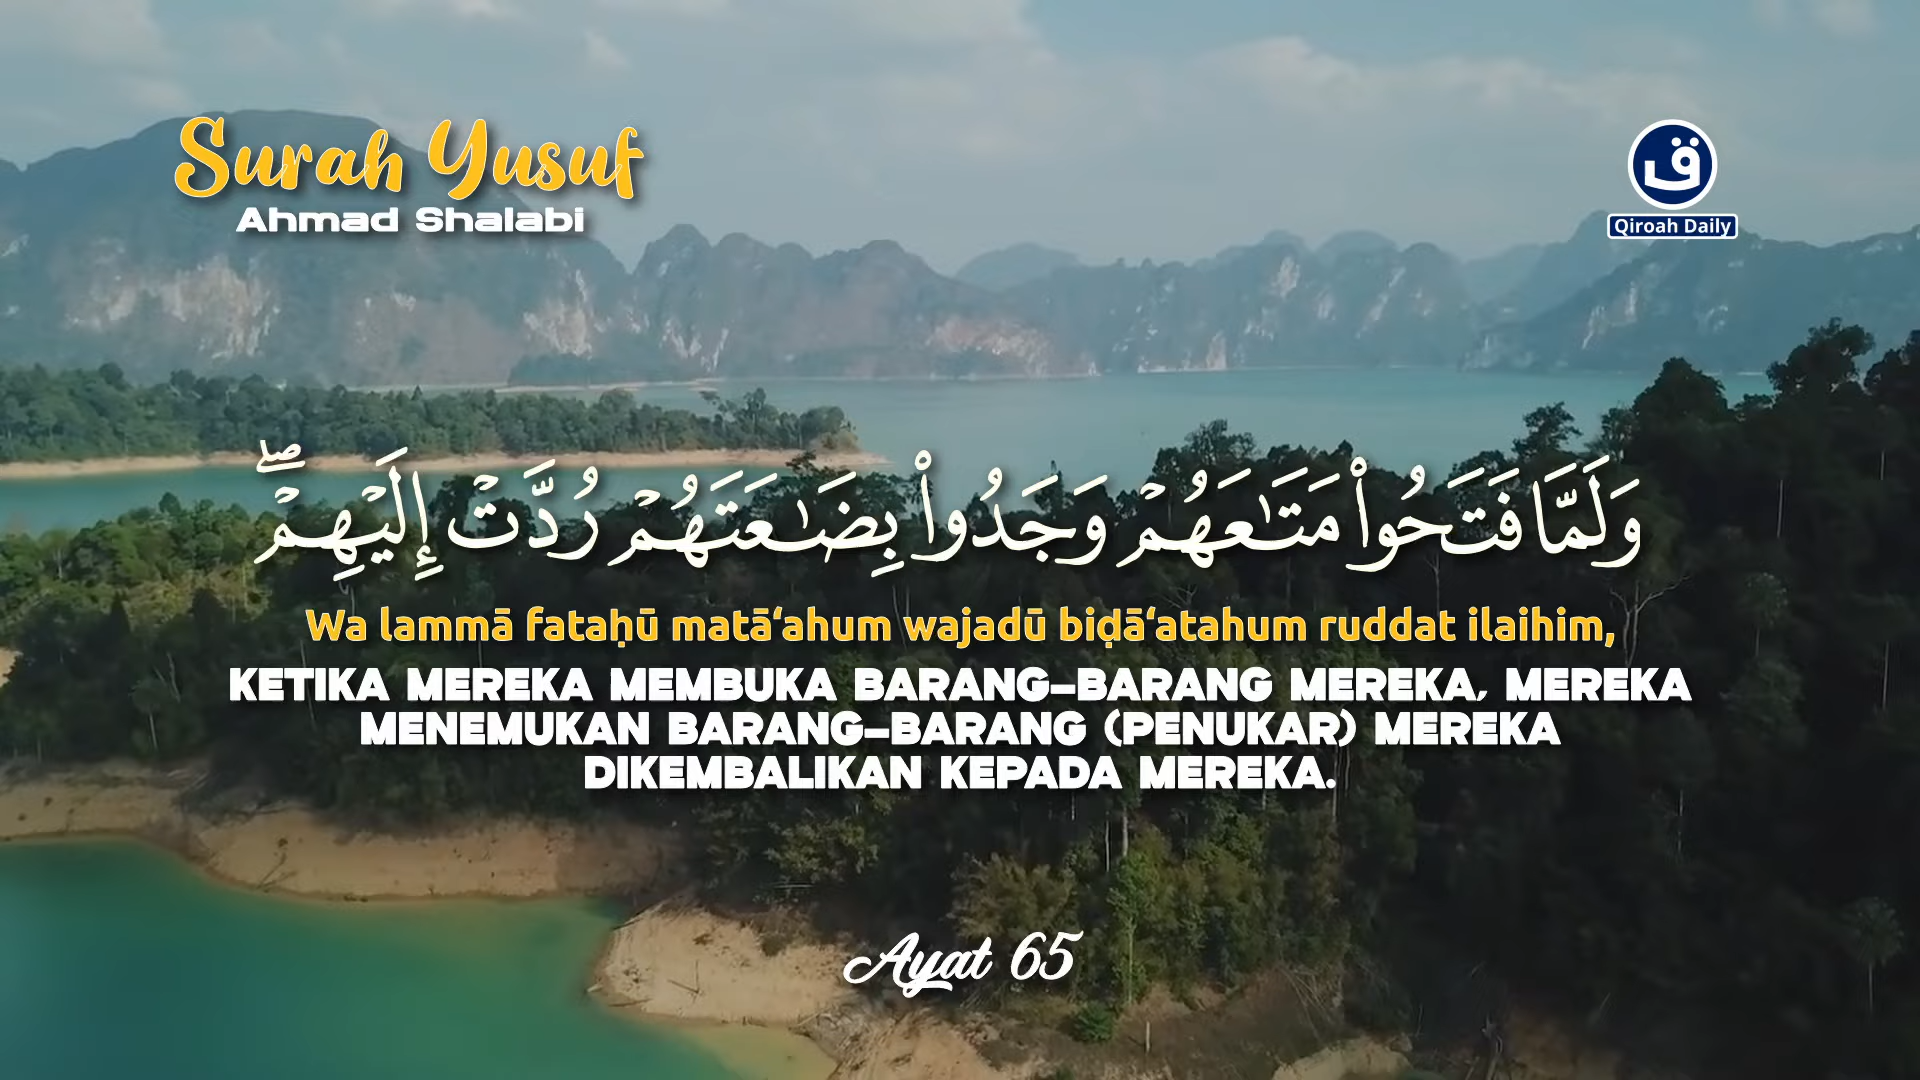 Surah Yusuf
Ahmad Shalabi
ق
Qiroah Daily
وَلَمَّا فَتَحُوا۟ مَتَـٰعَهُمْ وَجَدُوا۟ بِضَـٰعَتَهُمْ رُدَّتْ إِلَيْهِمْ ۖ
Wa lammā fataḥū matā‘ahum wajadū biḍā‘atahum ruddat ilaihim,
KETIKA MEREKA MEMBUKA BARANG-BARANG MEREKA, MEREKA
MENEMUKAN BARANG-BARANG (PENUKAR) MEREKA
DIKEMBALIKAN KEPADA MEREKA.
Ayat 65